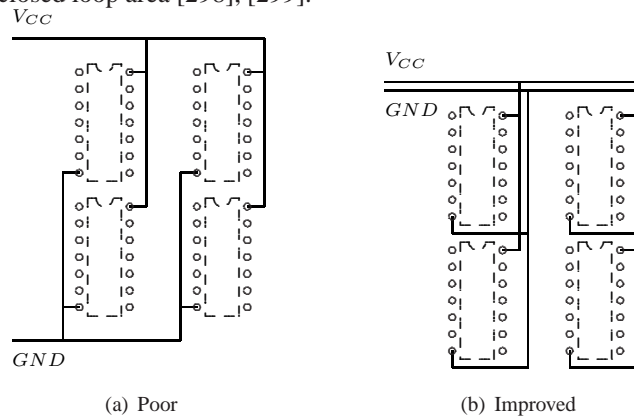 closed loop area [298], [299].
VCC
VCC
GND
GND
(a) Poor
(b) Improved